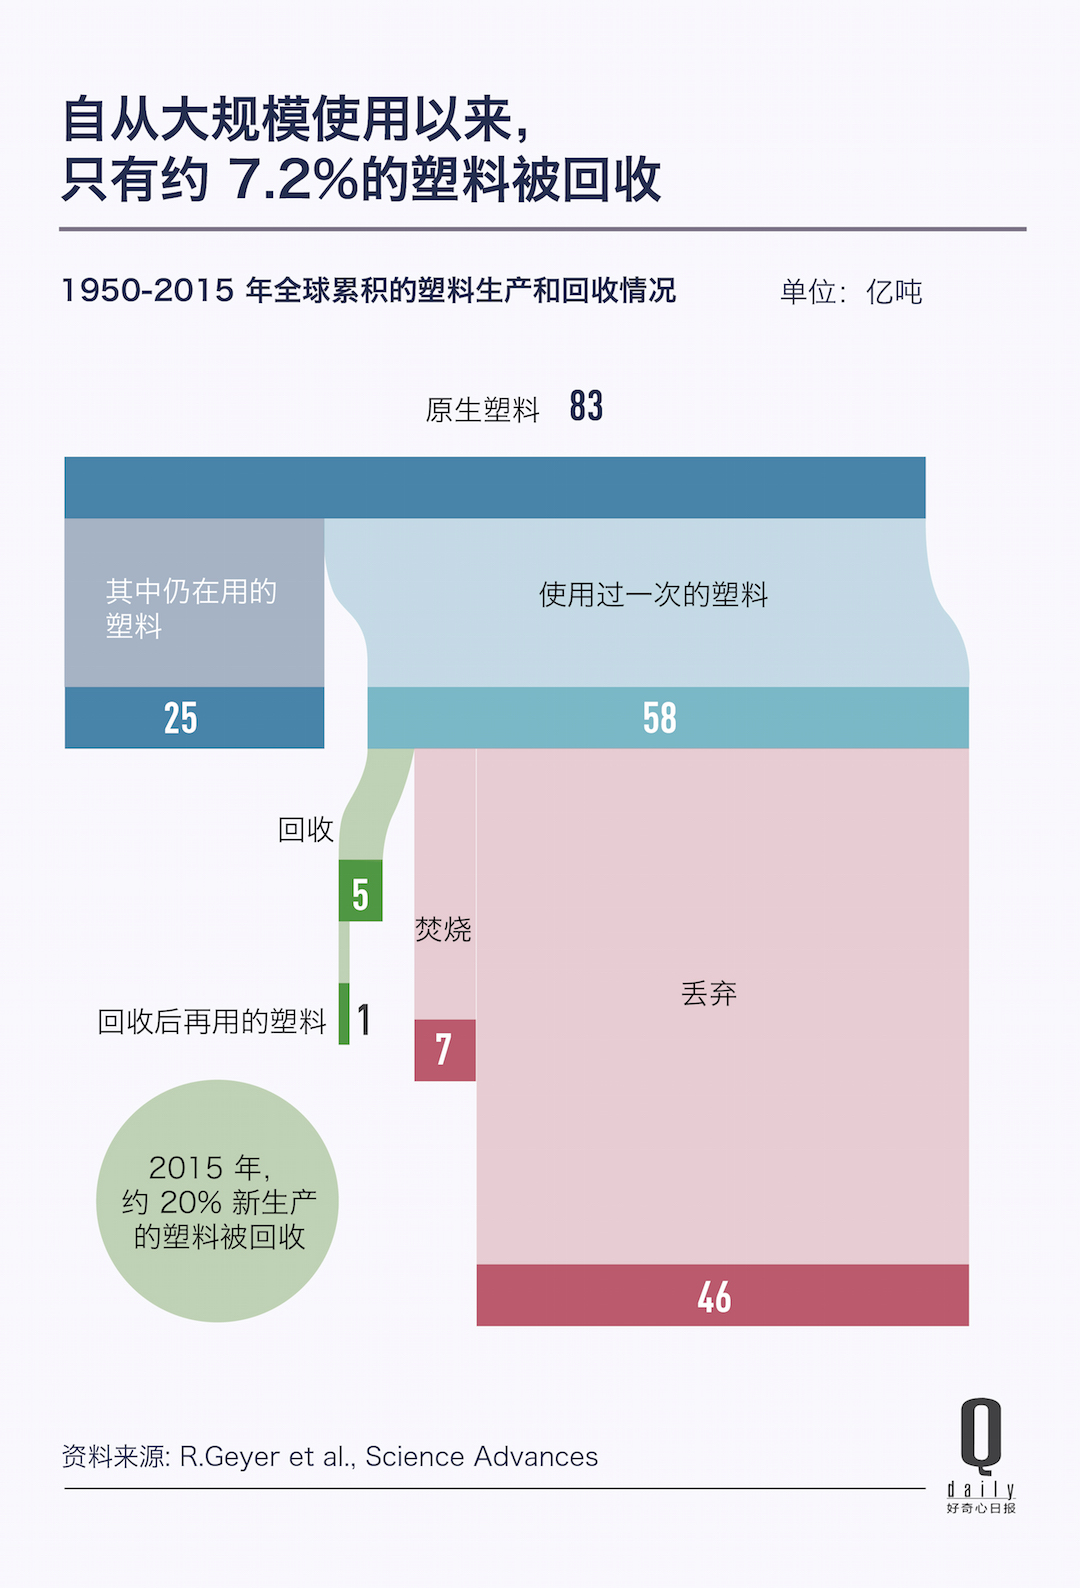 自从大规模使用以来，
只有约 7.2%的塑料被回收
1950-2015 年全球累积的塑料生产和回收情况
单位：亿吨
原生塑料 83
其中仍在用的
塑料
使用过一次的塑料
25
58
回收
5
焚烧
丢弃
回收后再用的塑料 1
7
2015 年，
约 20% 新生产
的塑料被回收
46
资料来源: R.Geyer et al., Science Advances
Q
daily
好奇心日报